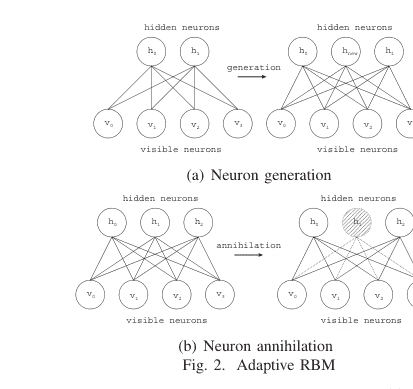 hidden neurons hidden neurons
h₀ h₁ generation h₀ hₙₑw h₁
v₀ v₁ v₂ v₃ v₀ v₁ v₂
visible neurons visible neurons
(a) Neuron generation
hidden neurons hidden neurons
h₀ h₁ h₂ annihilation h₀ h₂
v₀ v₁ v₂ v₃ v₀ v₁ v₂
visible neurons visible neurons
(b) Neuron annihilation
Fig. 2. Adaptive RBM